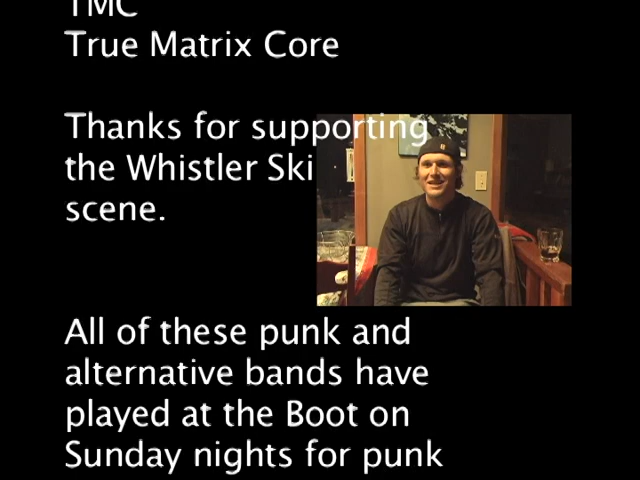 TMC
True Matrix Core
Thanks for supporting
the Whistler Ski
scene.
All of these punk and
alternative bands have
played at the Boot on
Sunday nights for punk